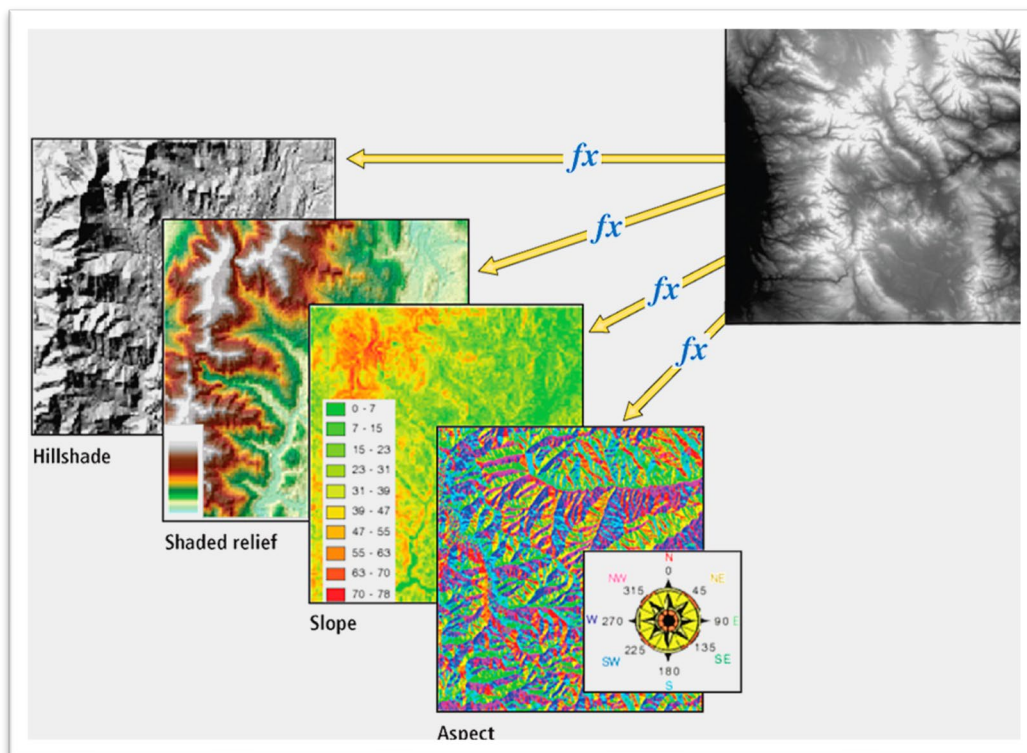 fx
fx
fx
fx
Hillshade
Shaded relief
0 - 7
7 - 15
15 - 23
23 - 31
31 - 39
39 - 47
47 - 55
55 - 63
63 - 70
70 - 78
Slope
N
0
NW
NE
315
45
W 270
90 E
225
135
SW
SE
180
S
Aspect